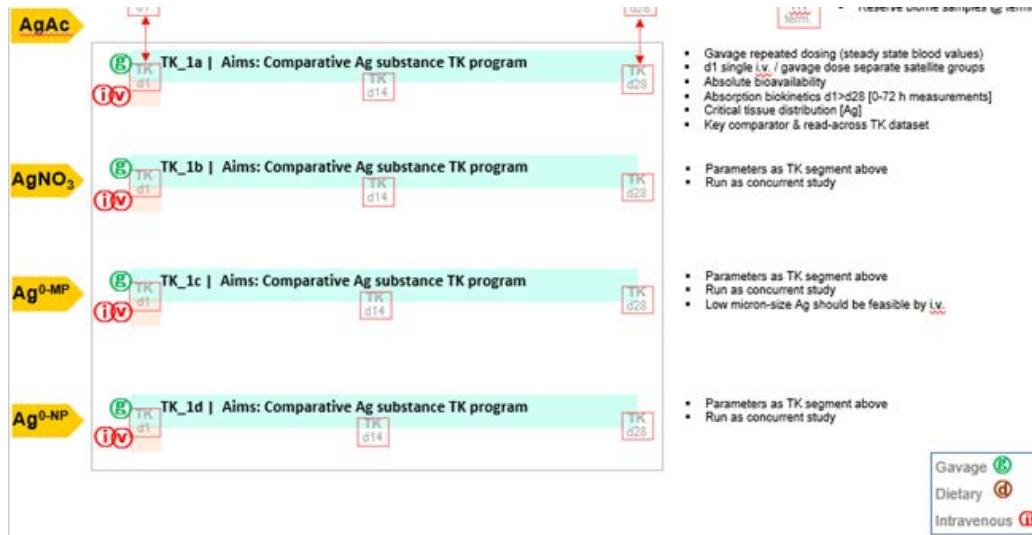 AgAc
d1
d28
term.
▪ Reserve biome samples @
g TK_1a | Aims: Comparative Ag substance TK program
TK d1
TK d14
TK d28
iv
▪ Gavage repeated dosing (steady state blood values)
▪ d1 single i.v. / gavage dose separate satellite groups
▪ Absolute bioavailability
▪ Absorption biokinetics d1>d28 [0-72 h measurements]
▪ Critical tissue distribution [Ag]
▪ Key comparator & read-across TK dataset
AgNO₃
g TK_1b | Aims: Comparative Ag substance TK program
TK d1
TK d14
TK d28
iv
▪ Parameters as TK segment above
▪ Run as concurrent study
Ag⁰⁻ᴹᴾ
g TK_1c | Aims: Comparative Ag substance TK program
TK d1
TK d14
TK d28
iv
▪ Parameters as TK segment above
▪ Run as concurrent study
▪ Low micron-size Ag should be feasible by i.v.
Ag⁰⁻ᴺᴾ
g TK_1d | Aims: Comparative Ag substance TK program
TK d1
TK d14
TK d28
iv
▪ Parameters as TK segment above
▪ Run as concurrent study
Gavage g
Dietary d
Intravenous i